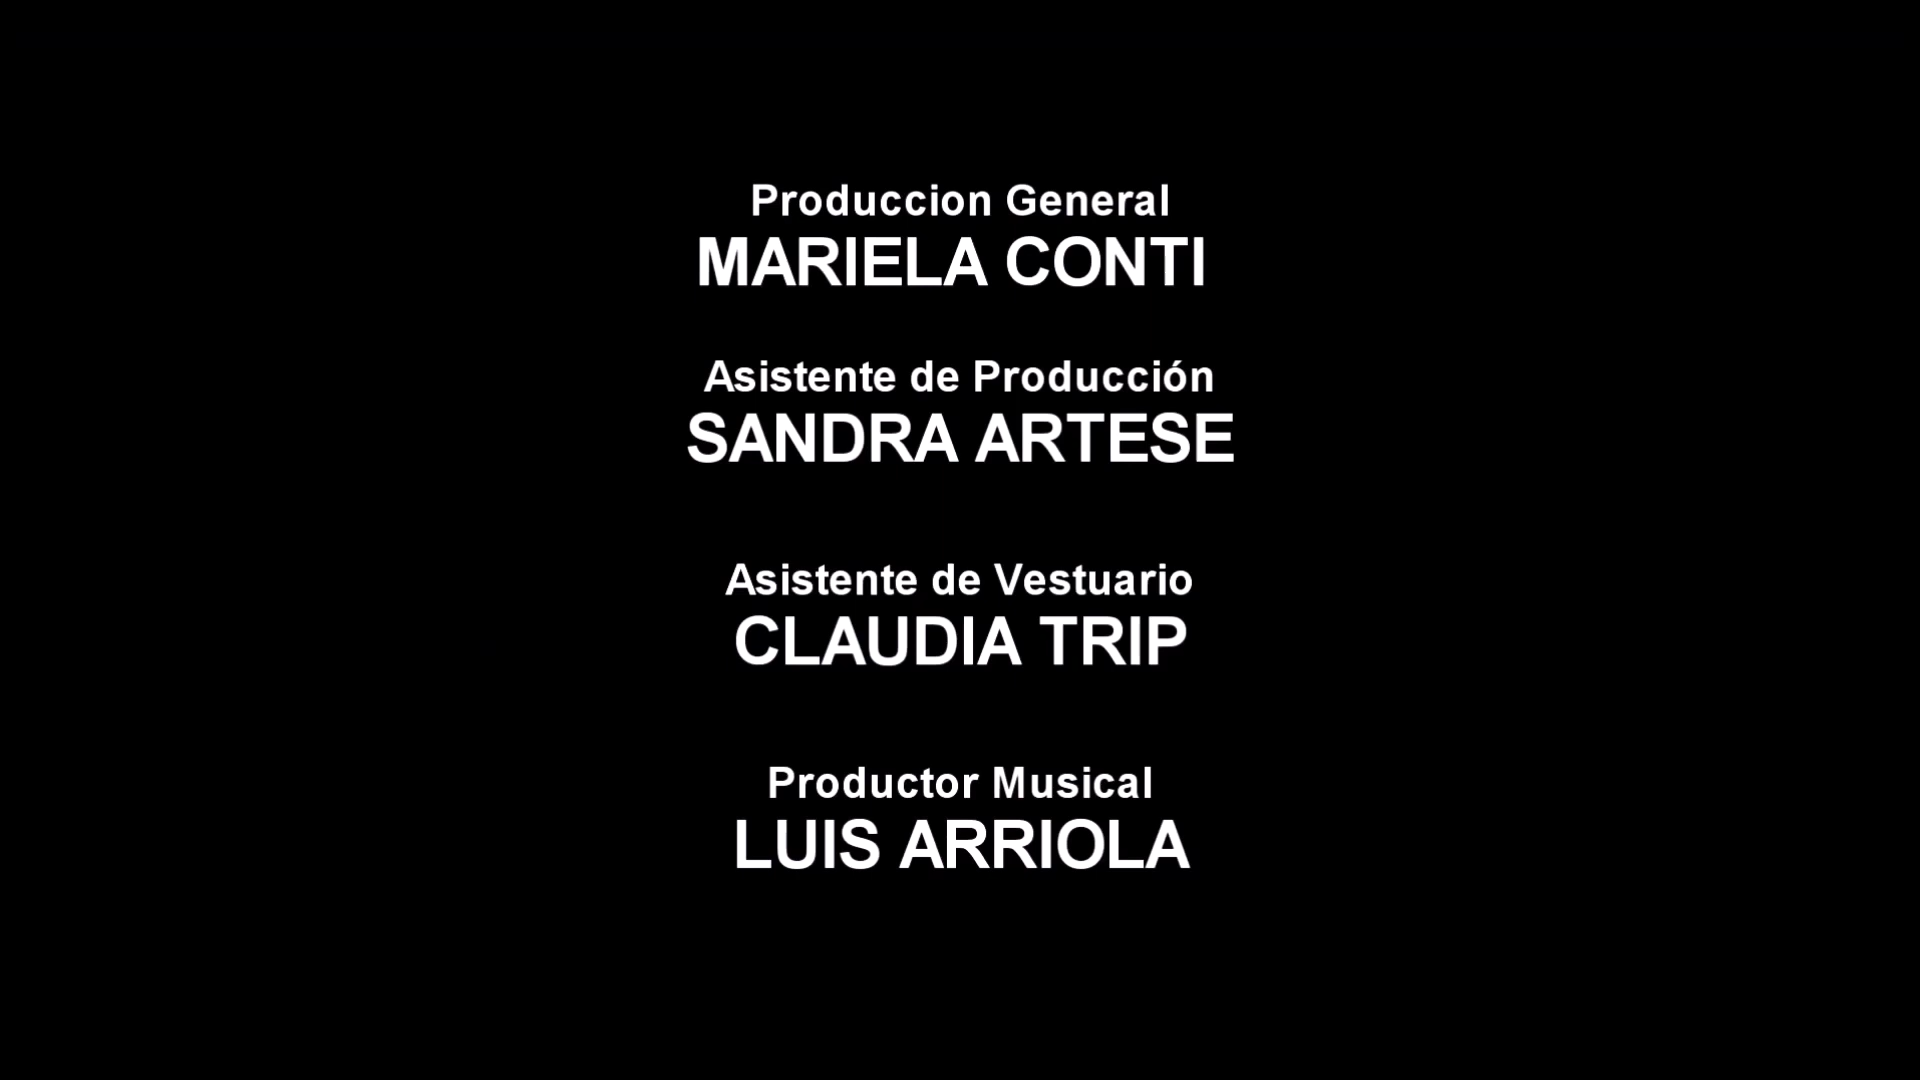 Produccion General
MARIELA CONTI
Asistente de Producción
SANDRA ARTESE
Asistente de Vestuario
CLAUDIA TRIP
Productor Musical
LUIS ARRIOLA